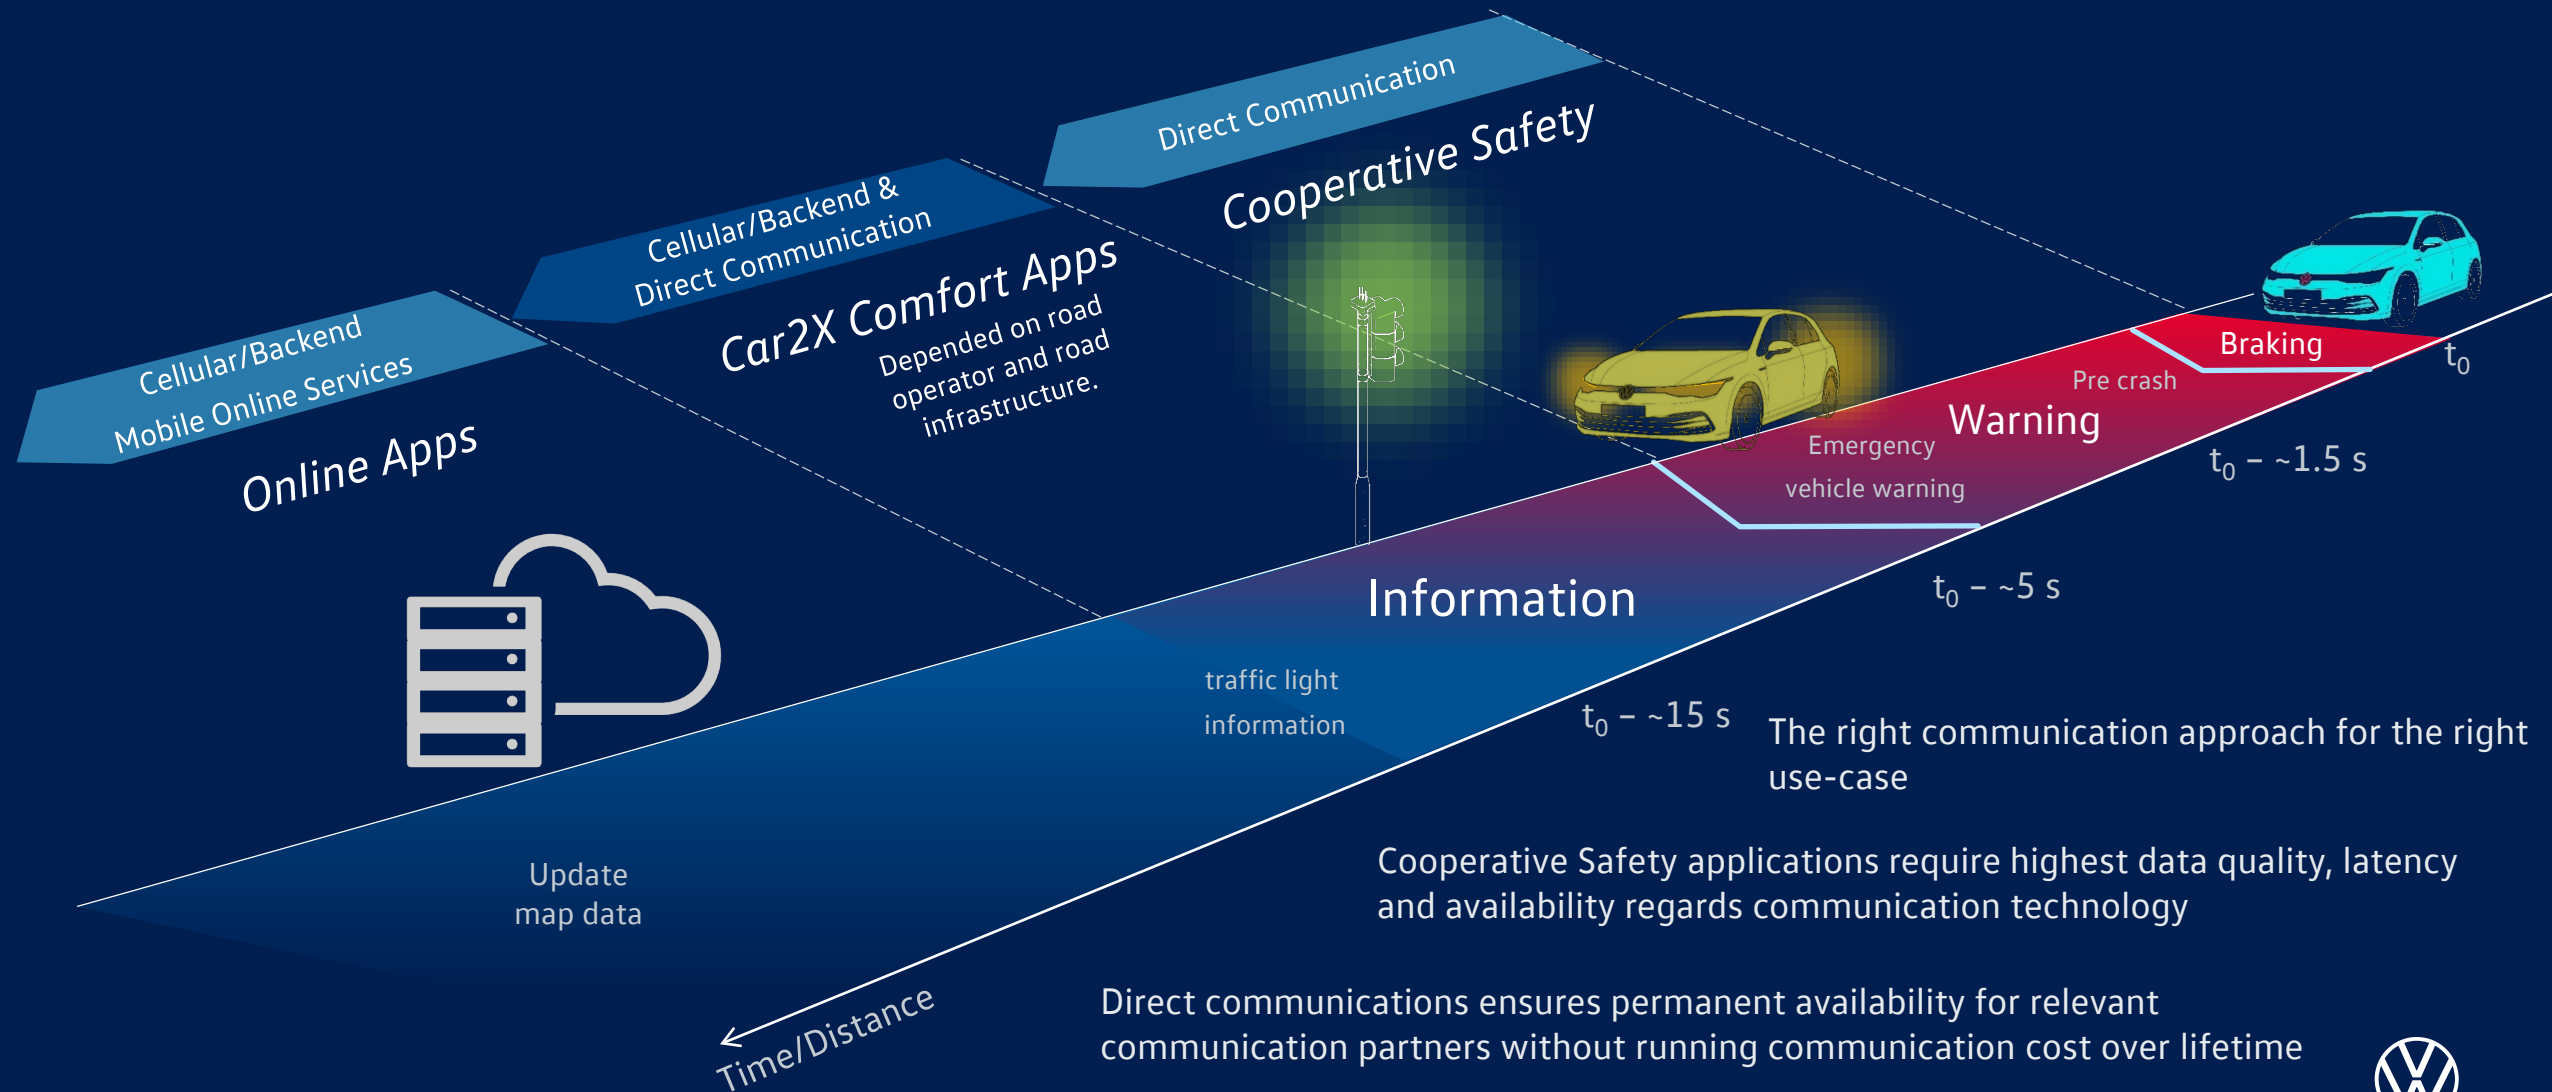 Direct Communication
Cooperative Safety
Cellular/Backend &
Direct Communication
Car2X Comfort Apps
Depended on road
operator and road
infrastructure.
Cellular/Backend
Mobile Online Services
Online Apps
Braking
t0
Pre crash
Warning
t0 – ~1.5 s
Emergency
vehicle warning
t0 – ~5 s
Information
traffic light
information
t0 – ~15 s
The right communication approach for the right
use-case
Update
map data
Cooperative Safety applications require highest data quality, latency
and availability regards communication technology
Time/Distance
Direct communications ensures permanent availability for relevant
communication partners without running communication cost over lifetime